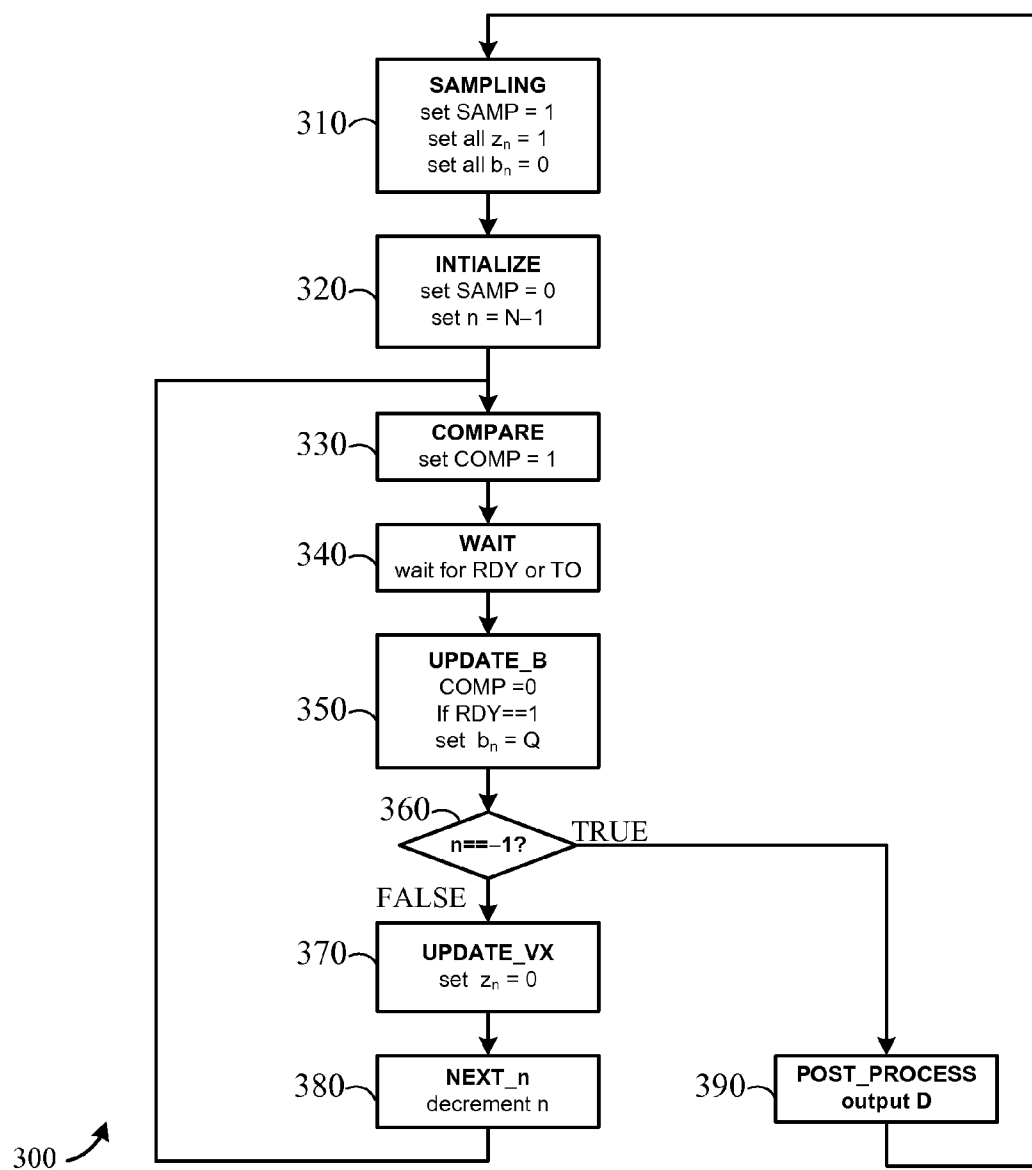 310
SAMPLING
set SAMP = 1
set all zₙ = 1
set all bₙ = 0
320
INTIALIZE
set SAMP = 0
set n = N−1
330
COMPARE
set COMP = 1
340
WAIT
wait for RDY or TO
350
UPDATE_B
COMP =0
If RDY==1
set bₙ = Q
360
n==−1?
TRUE
FALSE
370
UPDATE_VX
set zₙ = 0
380
NEXT_n
decrement n
390
POST_PROCESS
output D
300